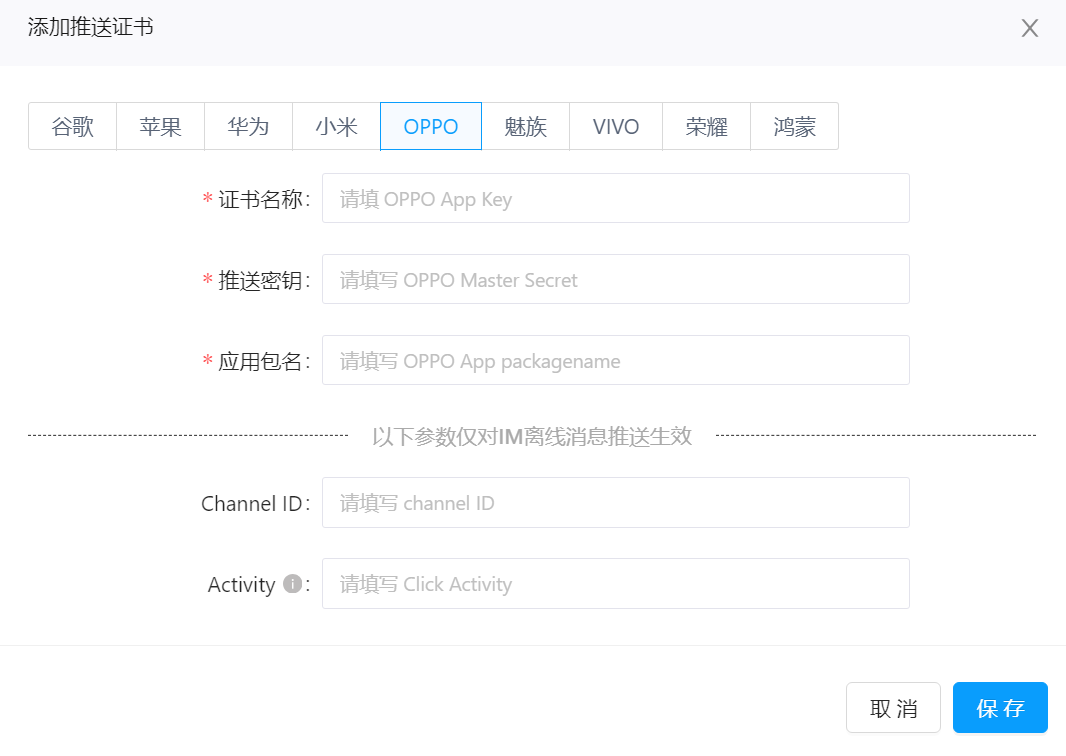 添加推送证书
谷歌 苹果 华为 小米 OPPO 魅族 VIVO 荣耀 鸿蒙
* 证书名称: 请填 OPPO App Key
* 推送密钥: 请填写 OPPO Master Secret
* 应用包名: 请填写 OPPO App packagename
以下参数仅对IM离线消息推送生效
Channel ID: 请填写 channel ID
Activity i : 请填写 Click Activity
取 消 保 存